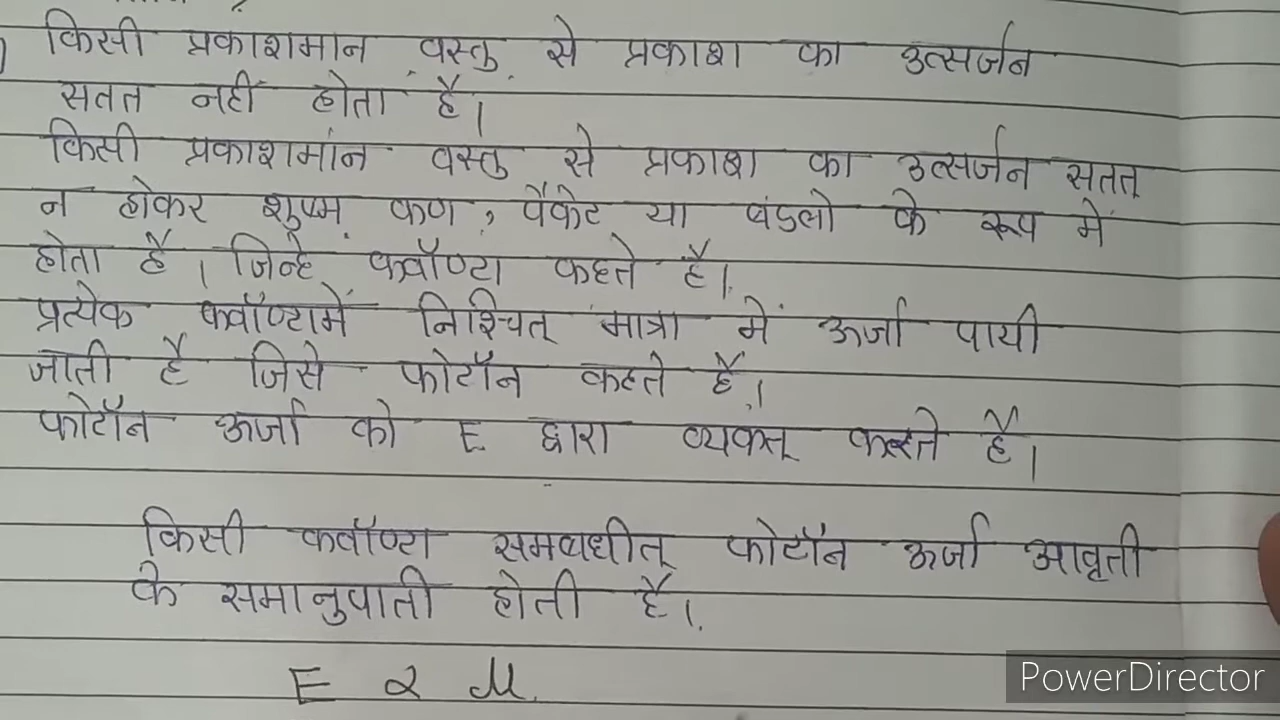 किसी प्रकाशमान वस्तु से प्रकाश का उत्सर्जन
सतत नहीं होता है।
किसी प्रकाशमांन वस्तु से प्रकाश का उत्सर्जन सतत्
न होकर शुष्म कण, पैकेट या बंडलो के रूप में
होता है। जिन्हे क्वॉण्टा कहते है।
प्रत्येक क्वॉण्टामें निश्चित् मात्रा में ऊर्जा पायी
जाती है जिसे फोटॉन कहते है।
फोटॉन ऊर्जा को E द्वारा व्यक्त् करते है।
किसी क्वॉण्टा समबधीत् फोटॉन ऊर्जा आवृती
के समानुपाती होती है।
E α μ
PowerDirector